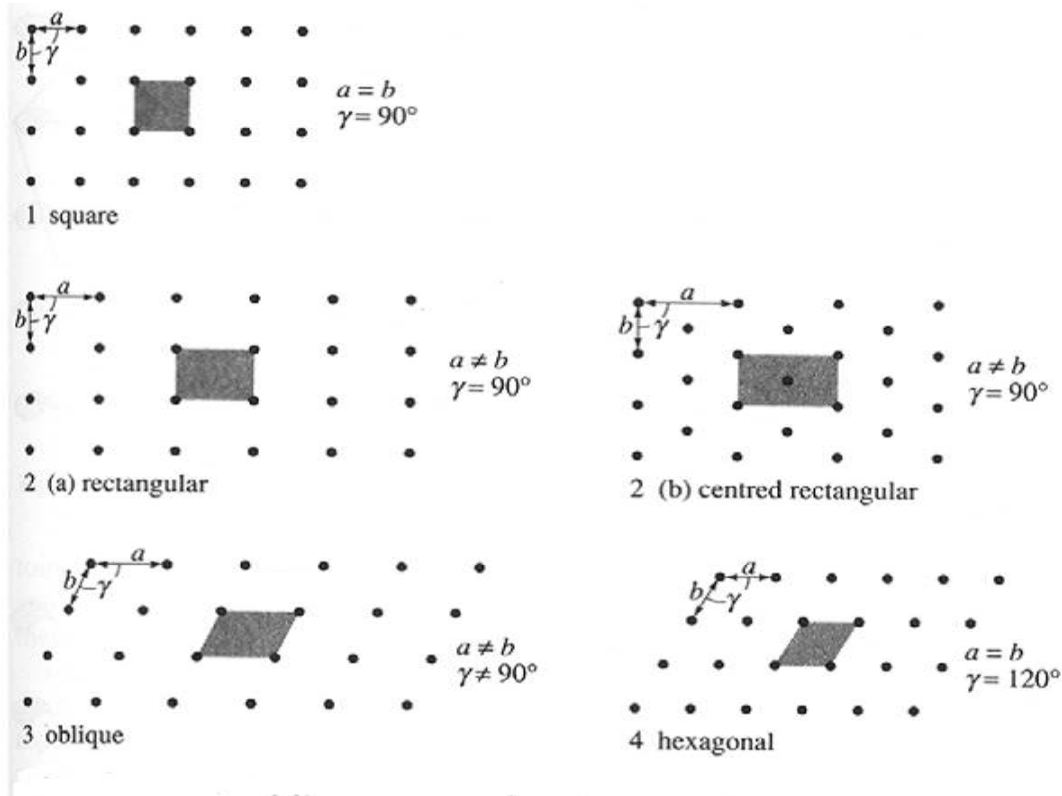 a
b γ
a = b
γ = 90°
1 square
a
b γ
a ≠ b
γ = 90°
2 (a) rectangular
a
b γ
a ≠ b
γ = 90°
2 (b) centred rectangular
a
b γ
a ≠ b
γ ≠ 90°
3 oblique
a
b γ
a = b
γ = 120°
4 hexagonal